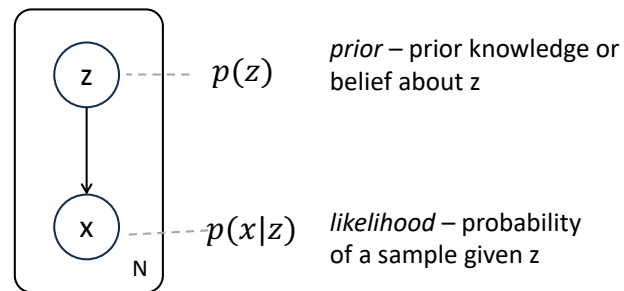 z
p(z)
prior – prior knowledge or
belief about z
x
p(x|z)
likelihood – probability
of a sample given z
N